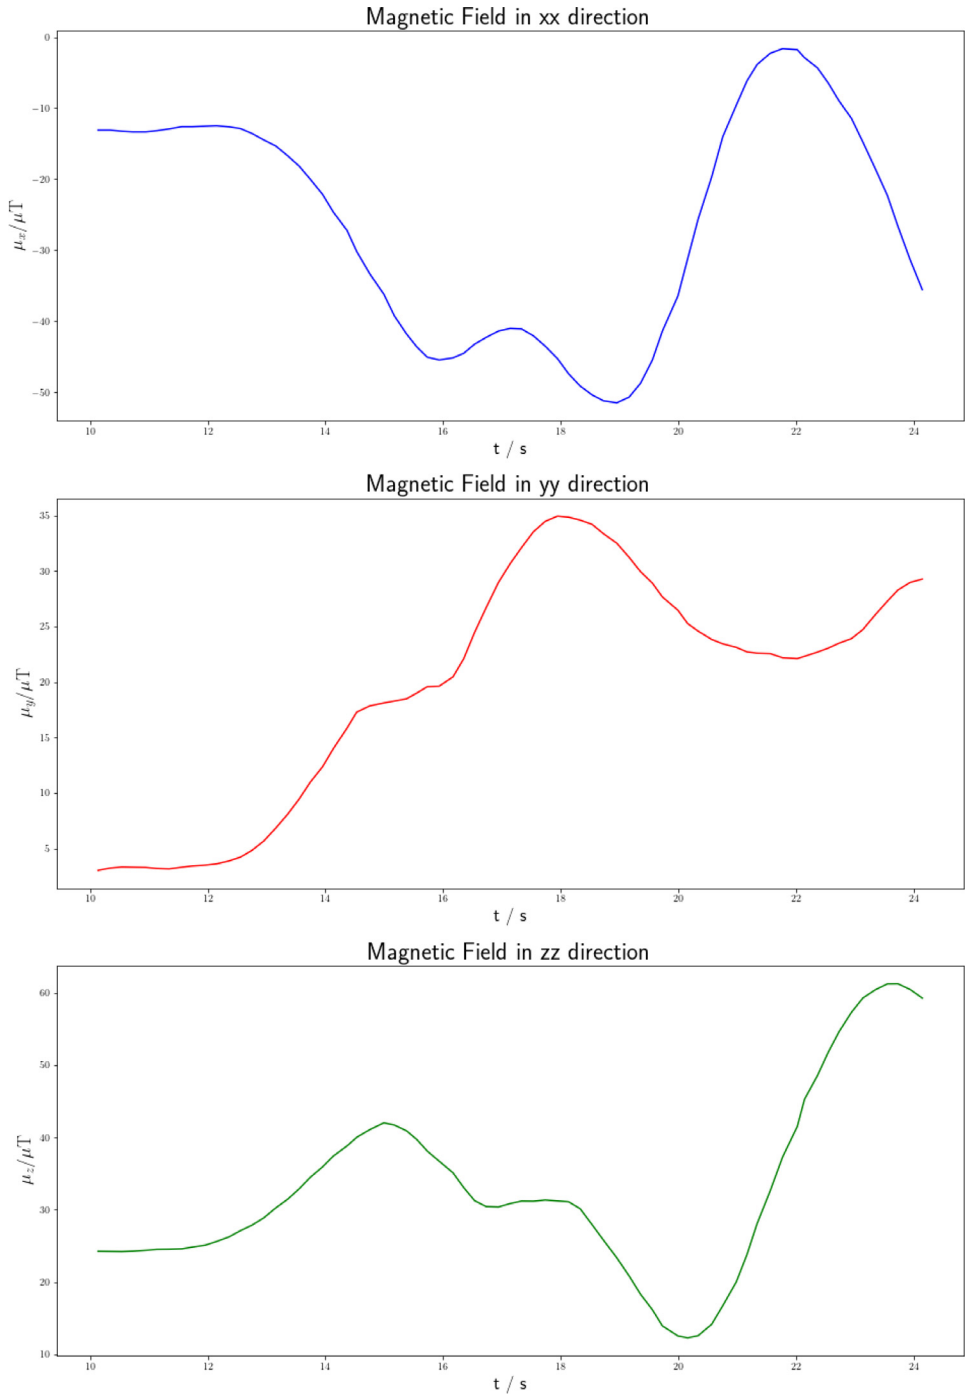 Magnetic Field in xx direction
0
−10
−20
−30
−40
−50
μx/μT
10 12 14 16 18 20 22 24
t / s
Magnetic Field in yy direction
35
30
25
20
15
10
5
μy/μT
10 12 14 16 18 20 22 24
t / s
Magnetic Field in zz direction
60
50
40
30
20
10
μz/μT
10 12 14 16 18 20 22 24
t / s